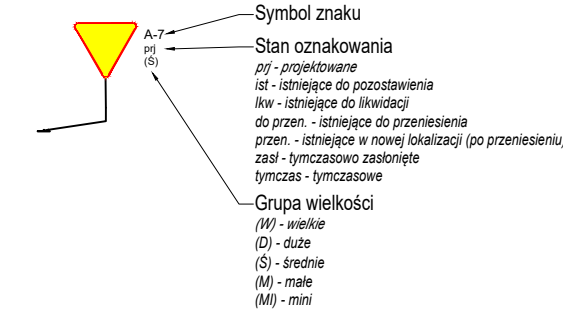 A-7
prj
(Ś)
Symbol znaku
Stan oznakowania
prj - projektowane
ist - istniejące do pozostawienia
lkw - istniejące do likwidacji
do przen. - istniejące do przeniesienia
przen. - istniejące w nowej lokalizacji (po przeniesieniu)
zasł - tymczasowo zasłonięte
tymczas - tymczasowe
Grupa wielkości
(W) - wielkie
(D) - duże
(Ś) - średnie
(M) - małe
(MI) - mini